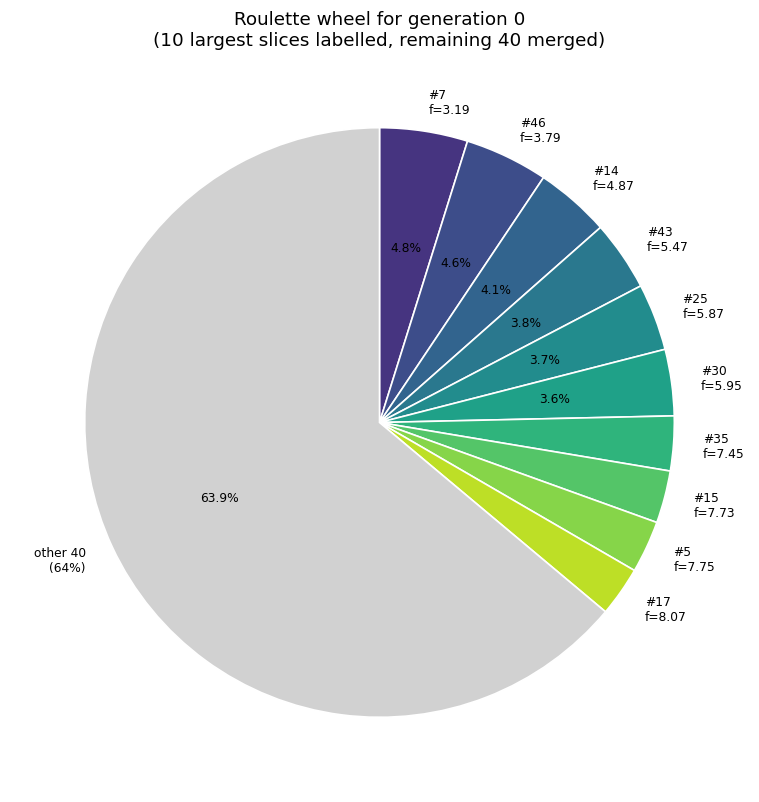 Roulette wheel for generation 0
(10 largest slices labelled, remaining 40 merged)
#7
f=3.19
#46
f=3.79
#14
f=4.87
#43
f=5.47
#25
f=5.87
#30
f=5.95
#35
f=7.45
#15
f=7.73
#5
f=7.75
#17
f=8.07
other 40
(64%)
4.8%
4.6%
4.1%
3.8%
3.7%
3.6%
63.9%